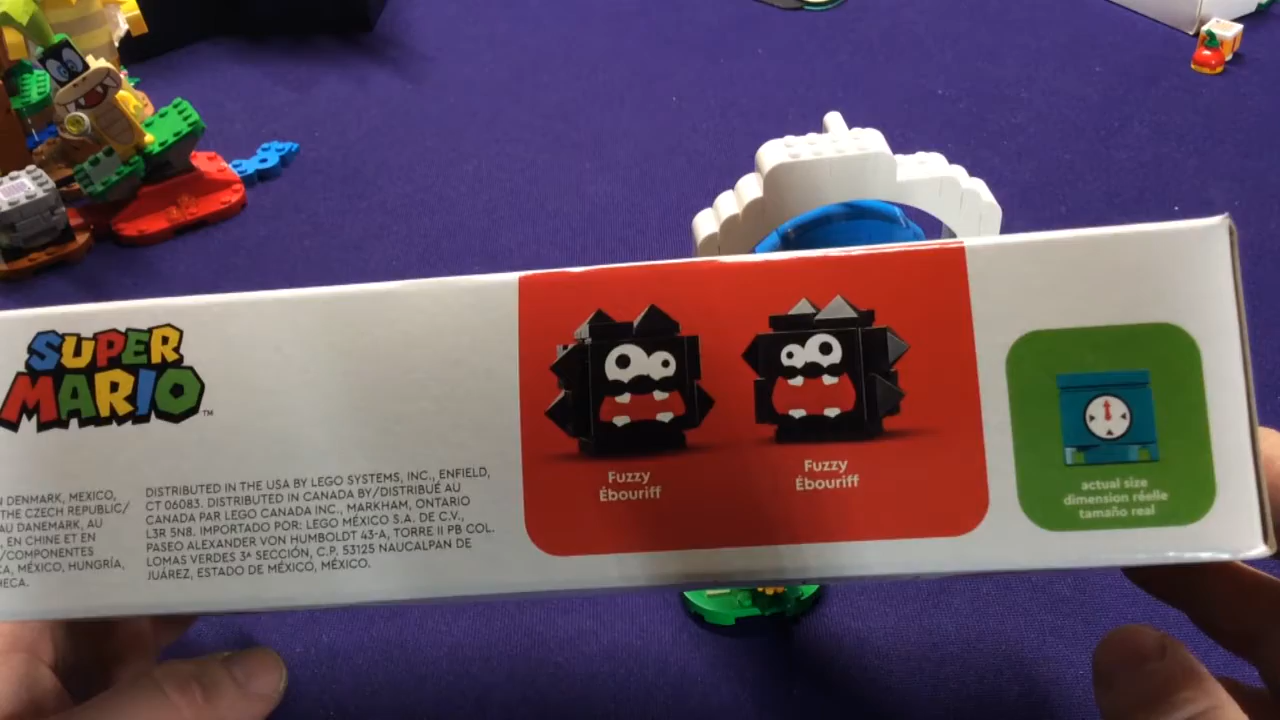 SUPER
MARIO™
DENMARK, MEXICO,
THE CZECH REPUBLIC/
AU DANEMARK, AU
, EN CHINE ET EN
/COMPONENTES
CA, MÉXICO, HUNGRÍA,
HECA.
DISTRIBUTED IN THE USA BY LEGO SYSTEMS, INC., ENFIELD,
CT 06083. DISTRIBUTED IN CANADA BY/DISTRIBUÉ AU
CANADA PAR LEGO CANADA INC., MARKHAM, ONTARIO
L3R 5N8. IMPORTADO POR: LEGO MÉXICO S.A. DE C.V.,
PASEO ALEXANDER VON HUMBOLDT 43-A, TORRE II PB COL.
LOMAS VERDES 3ᴬ SECCIÓN, C.P. 53125 NAUCALPAN DE
JUÁREZ, ESTADO DE MÉXICO, MÉXICO.
Fuzzy
Ébouriff
Fuzzy
Ébouriff
actual size
dimension réelle
tamaño real